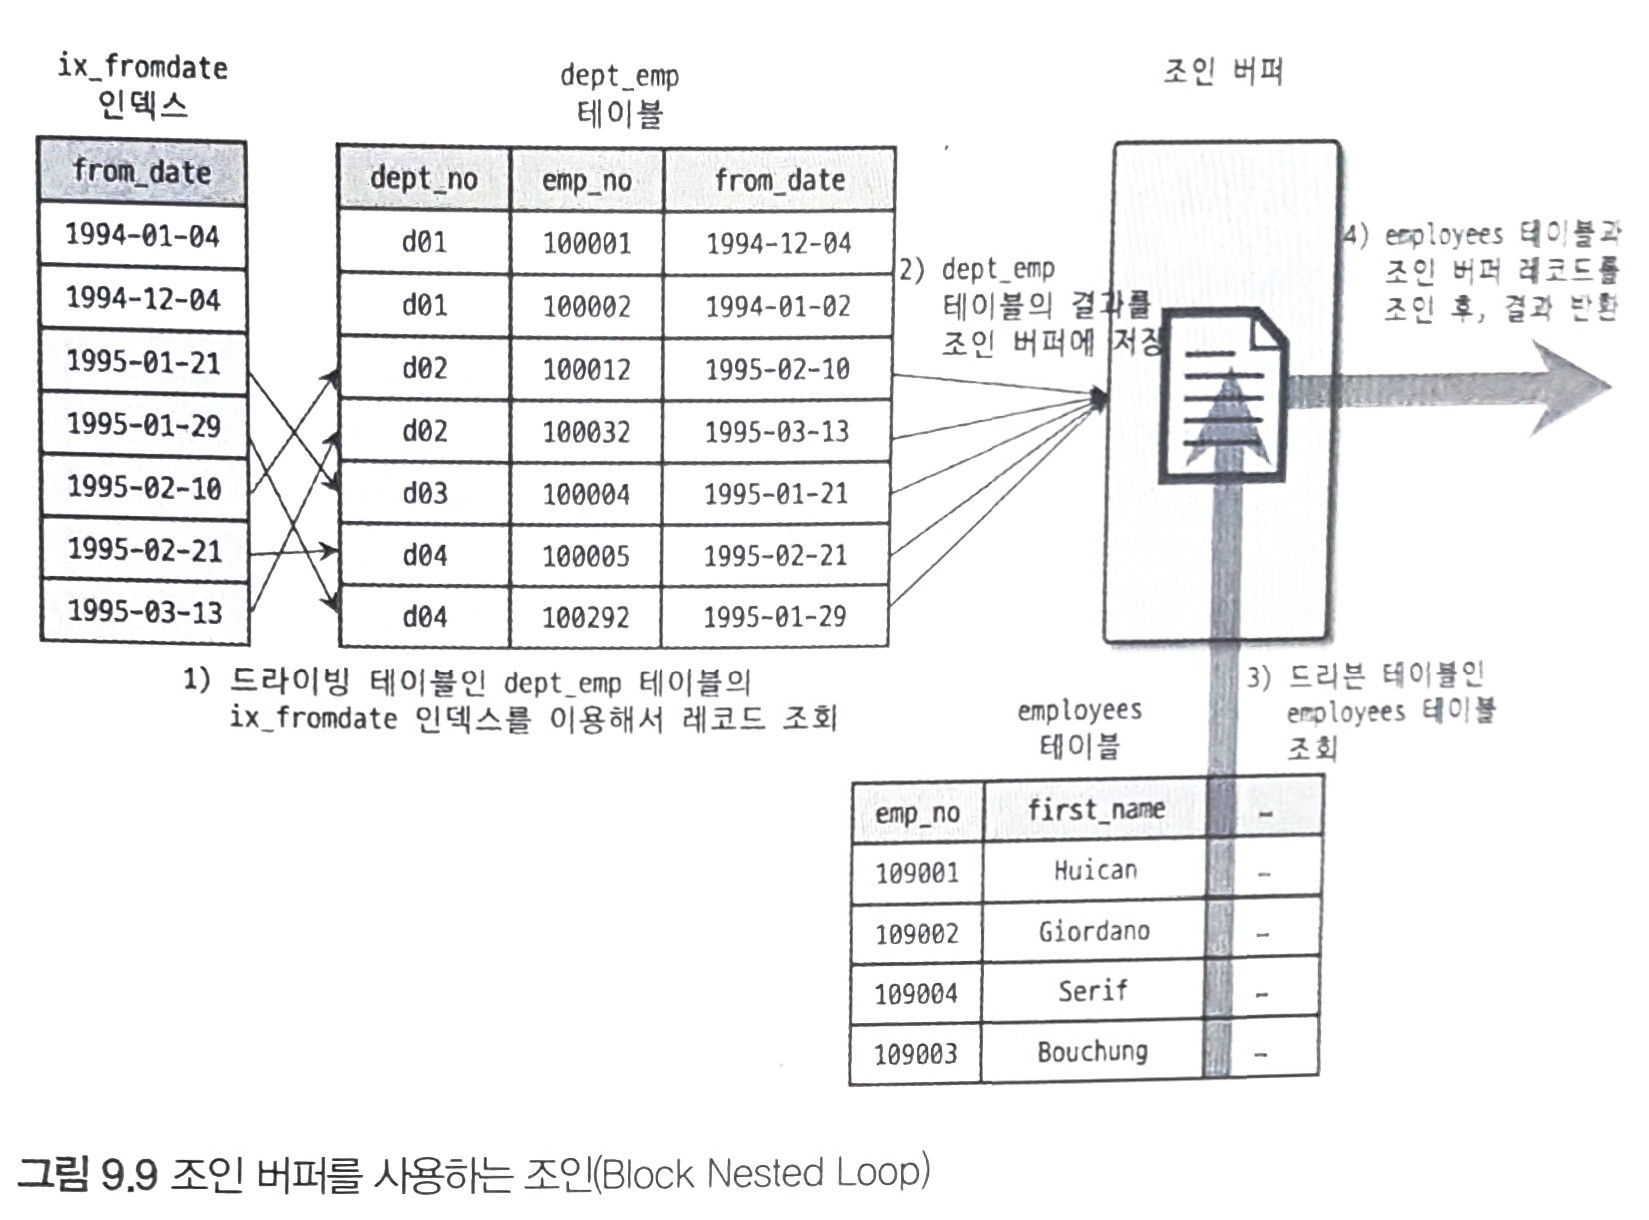 ix_fromdate
인덱스
from_date
1994-01-04
1994-12-04
1995-01-21
1995-01-29
1995-02-10
1995-02-21
1995-03-13
dept_emp
테이블
dept_no emp_no from_date
d01 100001 1994-12-04
d01 100002 1994-01-02
d02 100012 1995-02-10
d02 100032 1995-03-13
d03 100004 1995-01-21
d04 100005 1995-02-21
d04 100292 1995-01-29
1) 드라이빙 테이블인 dept_emp 테이블의
ix_fromdate 인덱스를 이용해서 레코드 조회
2) dept_emp
테이블의 결과를
조인 버퍼에 저장
조인 버퍼
4) employees 테이블과
조인 버퍼 레코드를
조인 후, 결과 반환
3) 드리븐 테이블인
employees 테이블
조회
employees
테이블
emp_no first_name –
109001 Huican –
109002 Giordano –
109004 Serif –
109003 Bouchung –
그림 9.9 조인 버퍼를 사용하는 조인(Block Nested Loop)